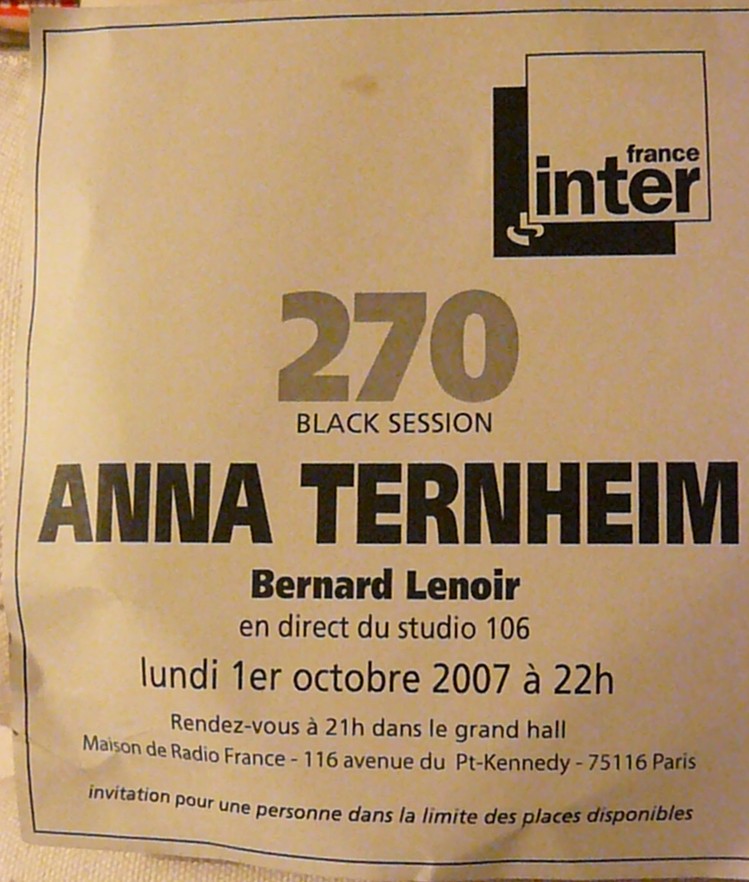 france
inter
270
BLACK SESSION
ANNA TERNHEIM
Bernard Lenoir
en direct du studio 106
lundi 1er octobre 2007 à 22h
Rendez-vous à 21h dans le grand hall
Maison de Radio France - 116 avenue du Pt-Kennedy - 75116 Paris
invitation pour une personne dans la limite des places disponibles